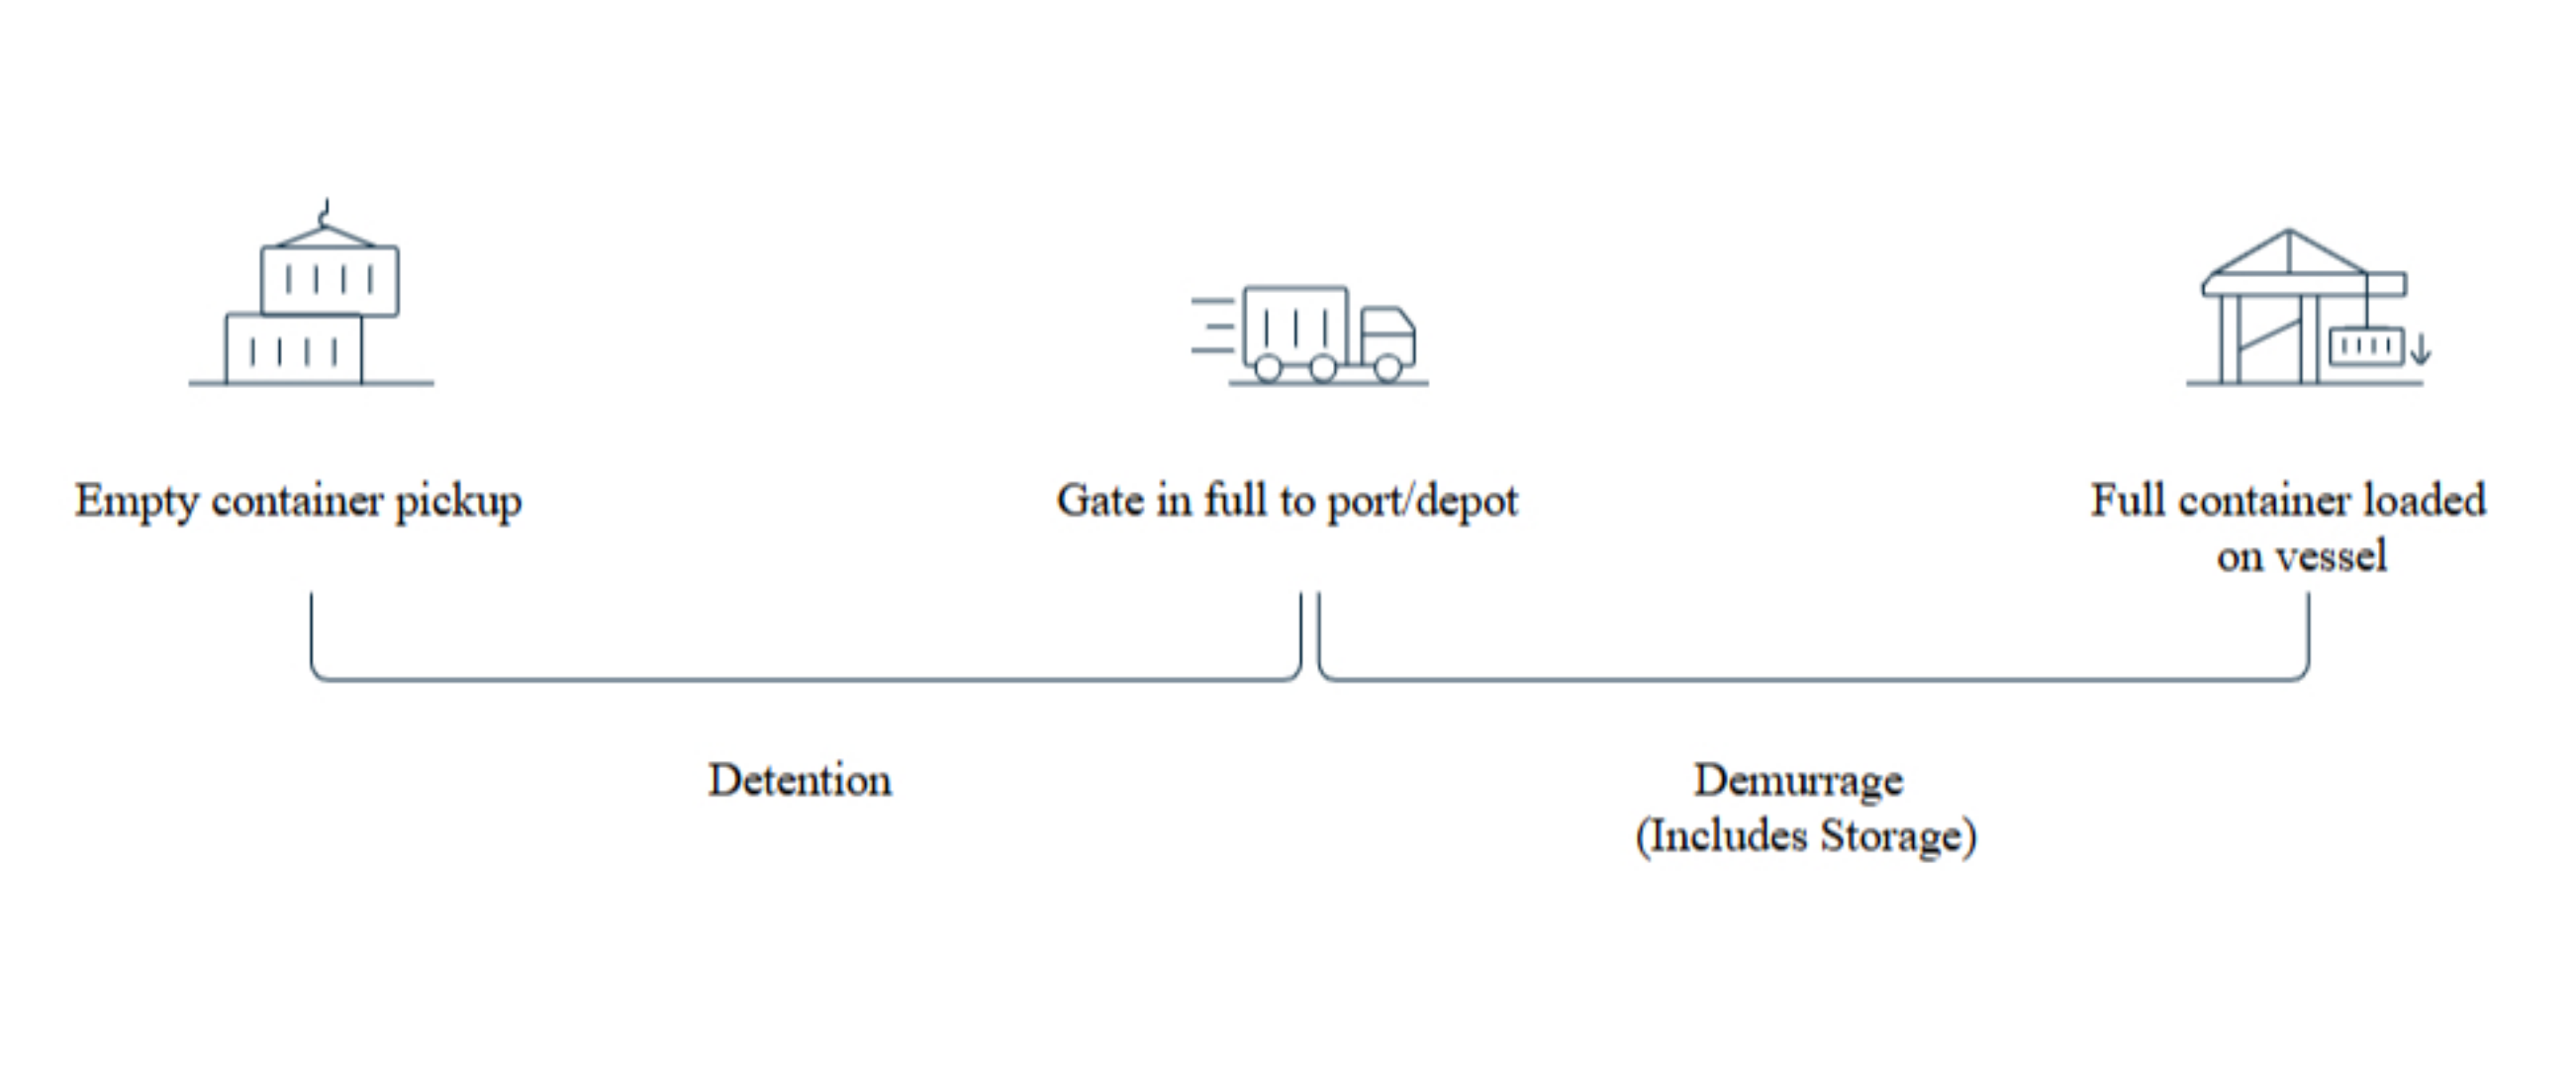 Empty container pickup
Gate in full to port/depot
Full container loaded
on vessel
Detention
Demurrage
(Includes Storage)